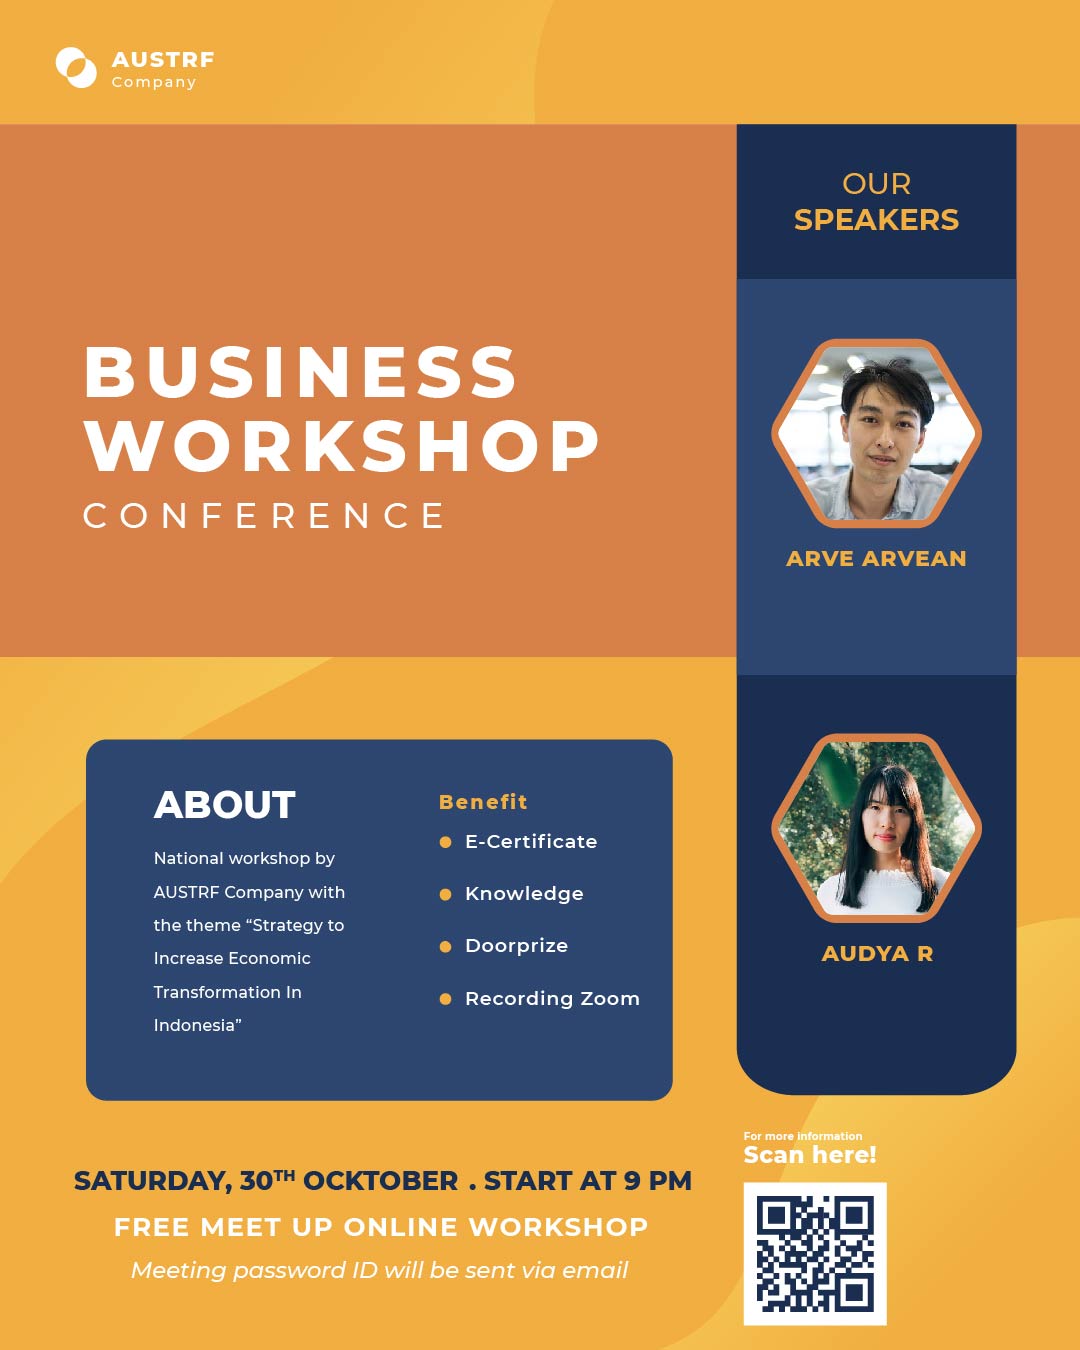 AUSTRF
Company
OUR
SPEAKERS
BUSINESS
WORKSHOP
CONFERENCE
ARVE ARVEAN
ABOUT
National workshop by
AUSTRF Company with
the theme “Strategy to
Increase Economic
Transformation In
Indonesia”
Benefit
E-Certificate
Knowledge
Doorprize
Recording Zoom
AUDYA R
SATURDAY, 30TH OCKTOBER . START AT 9 PM
FREE MEET UP ONLINE WORKSHOP
Meeting password ID will be sent via email
For more information
Scan here!